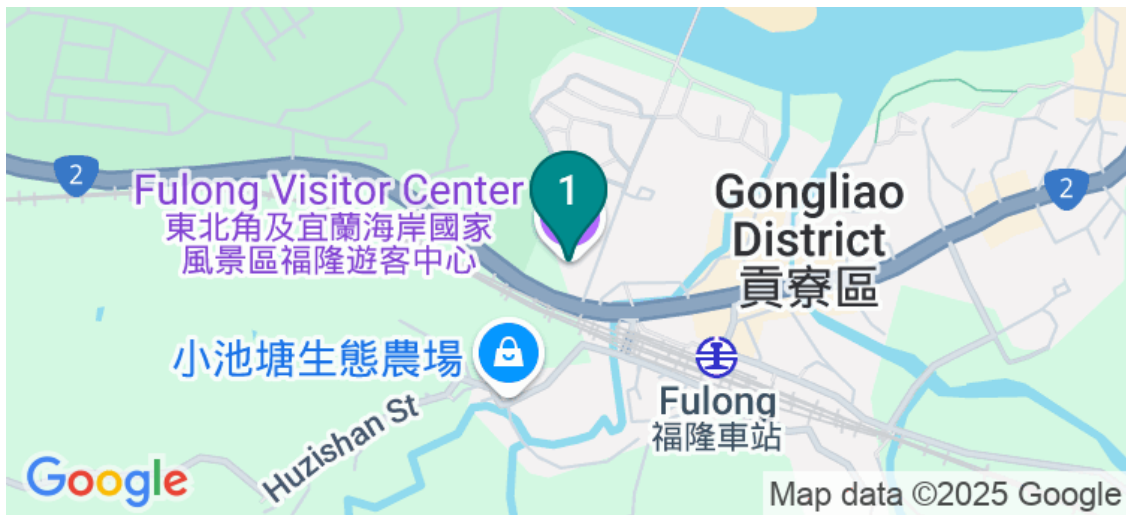 2
Fulong Visitor Center
東北角及宜蘭海岸國家
風景區福隆遊客中心
1
Gongliao
District
貢寮區
2
小池塘生態農場
Huzishan St
Fulong
福隆車站
Google
Map data ©2025 Google